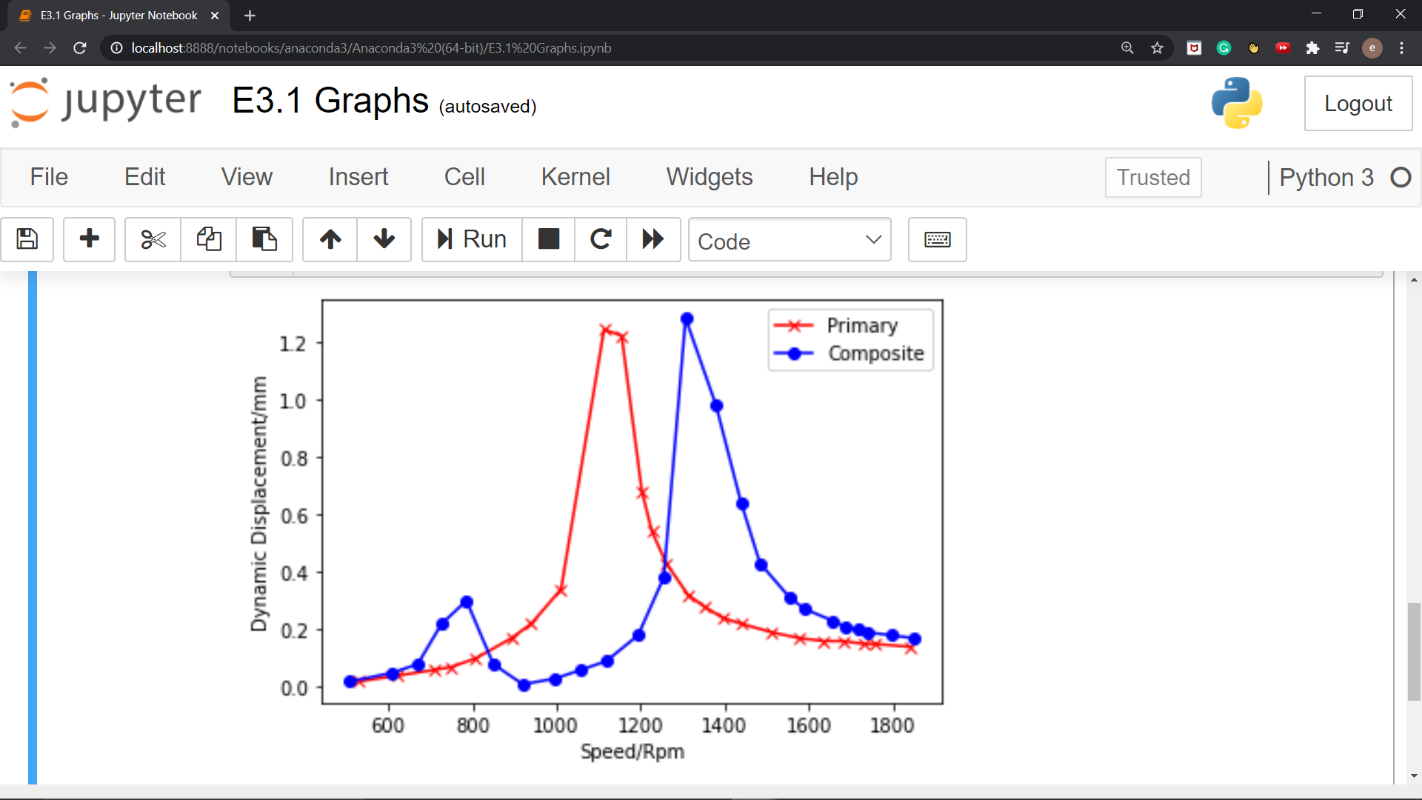 E3.1 Graphs - Jupyter Notebook
localhost:8888/notebooks/anaconda3/Anaconda3%20(64-bit)/E3.1%20Graphs.ipynb
e
jupyter E3.1 Graphs (autosaved)
Logout
File Edit View Insert Cell Kernel Widgets Help
Trusted
Python 3
Run
Code
Primary
Composite
Dynamic Displacement/mm
1.2
1.0
0.8
0.6
0.4
0.2
0.0
600 800 1000 1200 1400 1600 1800
Speed/Rpm